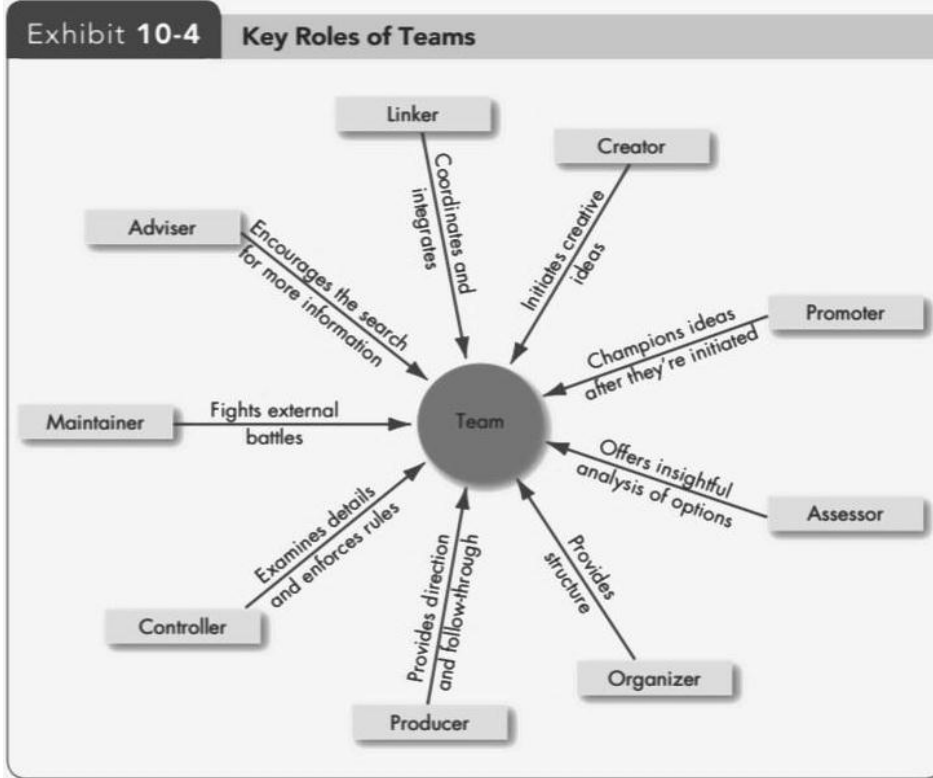 Exhibit 10-4
Key Roles of Teams
Linker
Coordinates and
integrates
Creator
Initiates creative
ideas
Adviser
Encourages the search
for more information
Promoter
Champions ideas
after they're initiated
Maintainer
Fights external
battles
Team
Assessor
Offers insightful
analysis of options
Controller
Examines details
and enforces rules
Producer
Provides direction
and follow-through
Organizer
Provides
structure